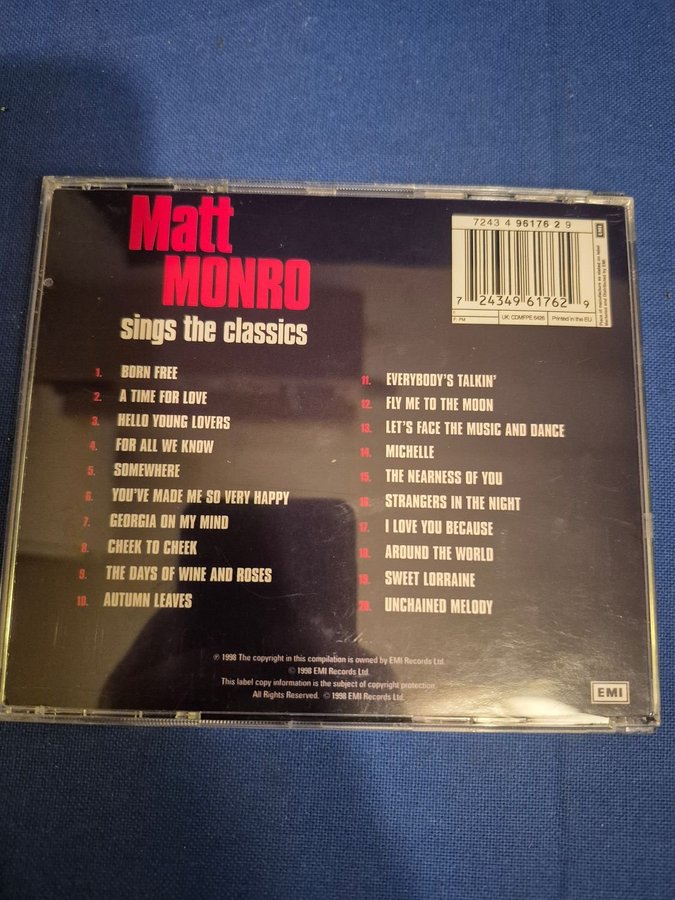 Matt
MONRO
sings the classics
7243 4 96176 2 9
7 24349 61762 9
F: PM
UK: CDMFPE 6426
Printed in the EU
EMI
1. BORN FREE
2. A TIME FOR LOVE
3. HELLO YOUNG LOVERS
4. FOR ALL WE KNOW
5. SOMEWHERE
6. YOU'VE MADE ME SO VERY HAPPY
7. GEORGIA ON MY MIND
8. CHEEK TO CHEEK
9. THE DAYS OF WINE AND ROSES
10. AUTUMN LEAVES
11. EVERYBODY'S TALKIN'
12. FLY ME TO THE MOON
13. LET'S FACE THE MUSIC AND DANCE
14. MICHELLE
15. THE NEARNESS OF YOU
16. STRANGERS IN THE NIGHT
17. I LOVE YOU BECAUSE
18. AROUND THE WORLD
19. SWEET LORRAINE
20. UNCHAINED MELODY
℗ 1998 The copyright in this compilation is owned by EMI Records Ltd.
© 1998 EMI Records Ltd.
This label copy information is the subject of copyright protection.
All Rights Reserved. © 1998 EMI Records Ltd.
EMI